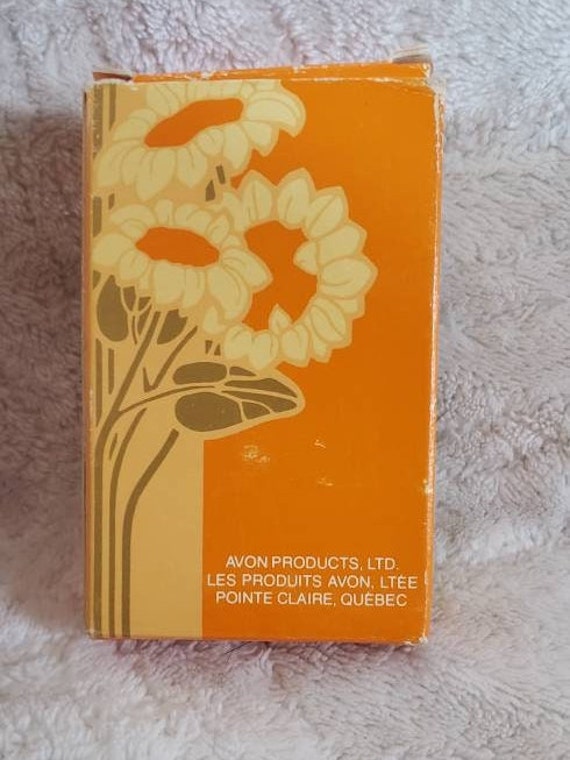 AVON PRODUCTS, LTD.
LES PRODUITS AVON, LTÉE
POINTE CLAIRE, QUÉBEC